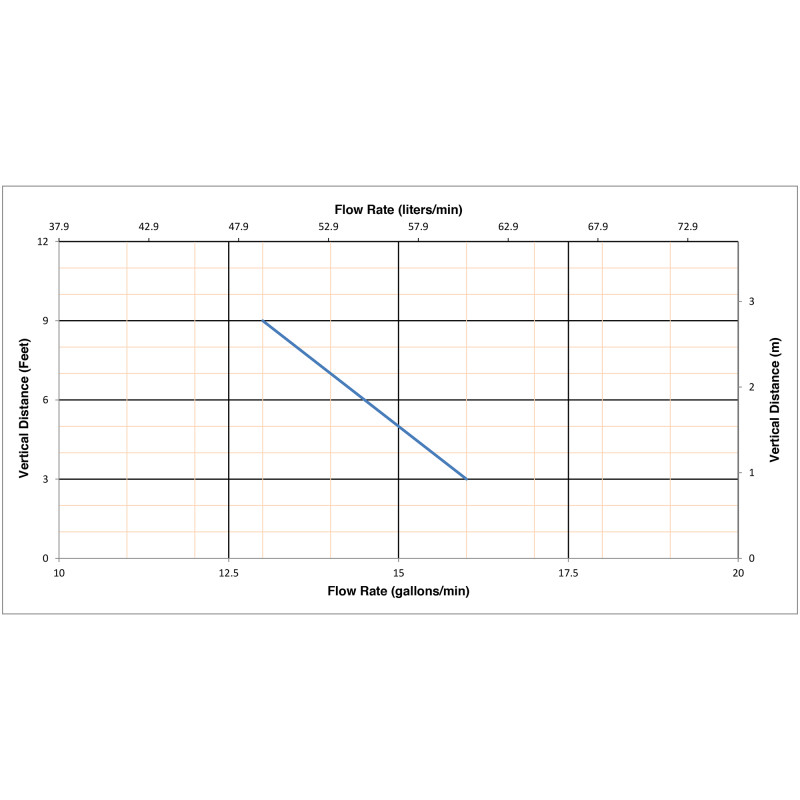 Flow Rate (liters/min)
37.9 42.9 47.9 52.9 57.9 62.9 67.9 72.9
12
3
9
Vertical Distance (Feet)
Vertical Distance (m)
2
6
1
3
0 0
10 12.5 15 17.5 20
Flow Rate (gallons/min)